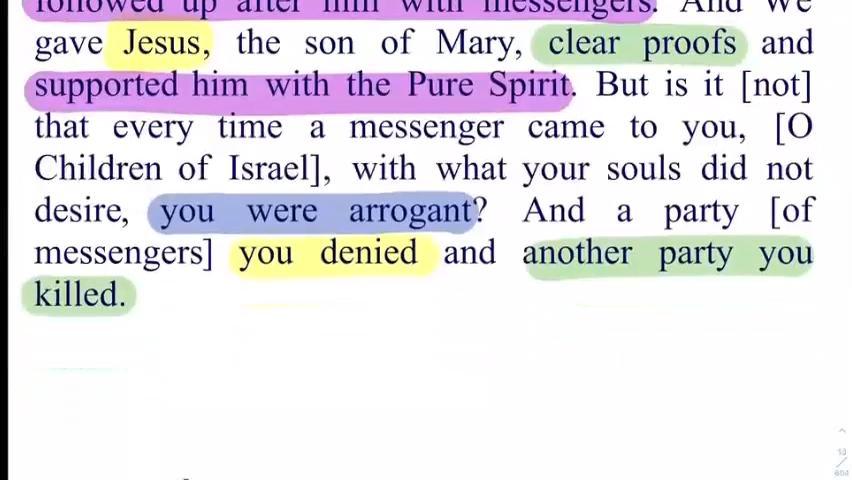 followed up after him with messengers. And We
gave Jesus, the son of Mary, clear proofs and
supported him with the Pure Spirit. But is it [not]
that every time a messenger came to you, [O
Children of Israel], with what your souls did not
desire, you were arrogant? And a party [of
messengers] you denied and another party you
killed.